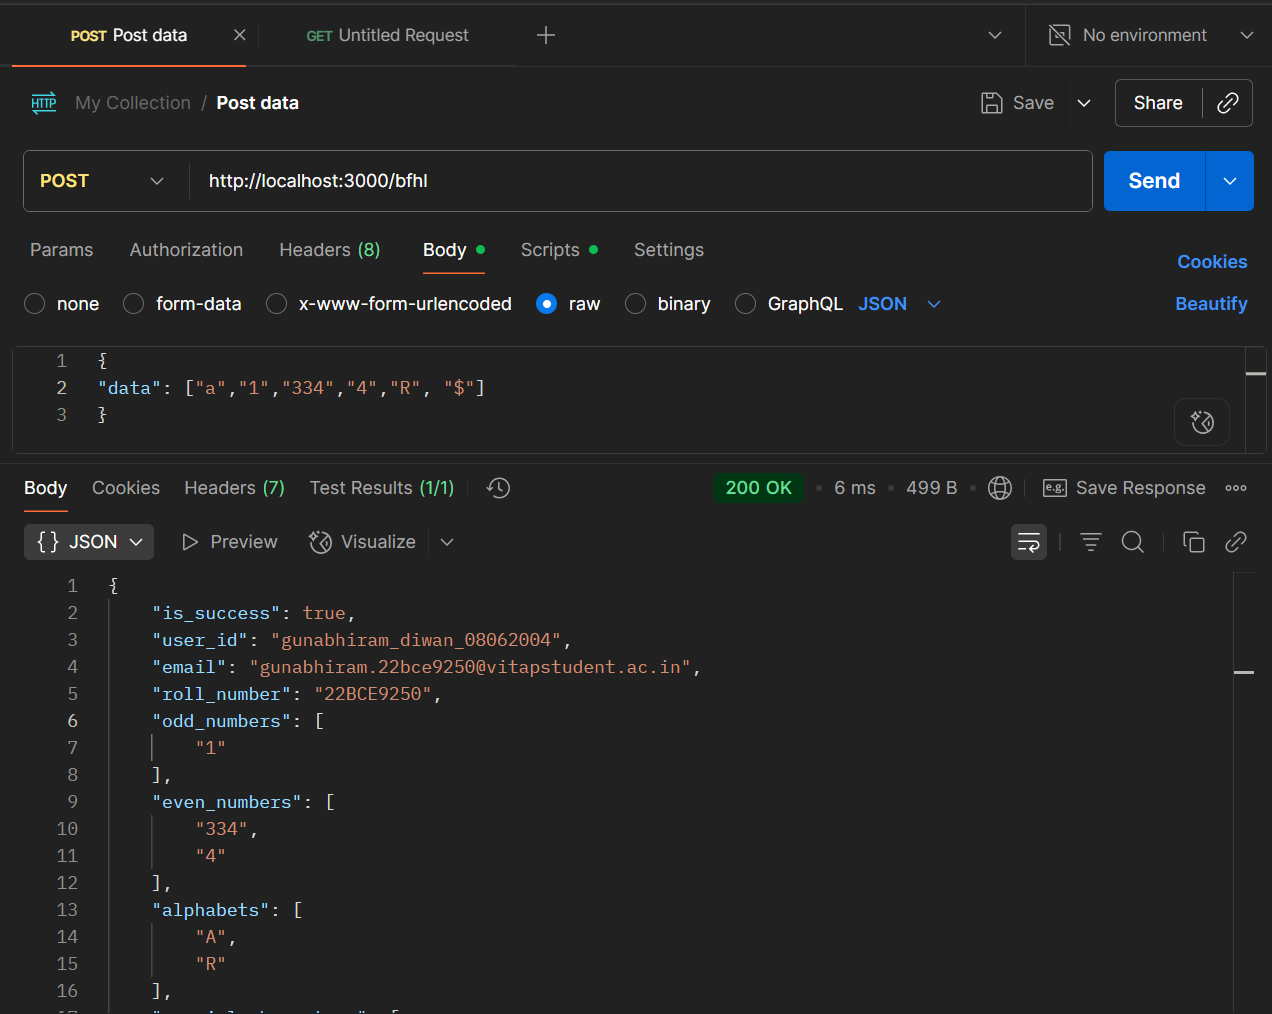 POST Post data GET Untitled Request No environment
HTTP My Collection / Post data Save Share
POST http://localhost:3000/bfhl Send
Params Authorization Headers (8) Body Scripts Settings
Cookies
none form-data x-www-form-urlencoded raw binary GraphQL JSON Beautify
1 {
2 "data": ["a","1","334","4","R", "$"]
3 }
Body Cookies Headers (7) Test Results (1/1) 200 OK 6 ms 499 B e.g. Save Response
{} JSON Preview Visualize
1 {
2 "is_success": true,
3 "user_id": "gunabhiram_diwan_08062004",
4 "email": "gunabhiram.22bce9250@vitapstudent.ac.in",
5 "roll_number": "22BCE9250",
6 "odd_numbers": [
7 "1"
8 ],
9 "even_numbers": [
10 "334",
11 "4"
12 ],
13 "alphabets": [
14 "A",
15 "R"
16 ],